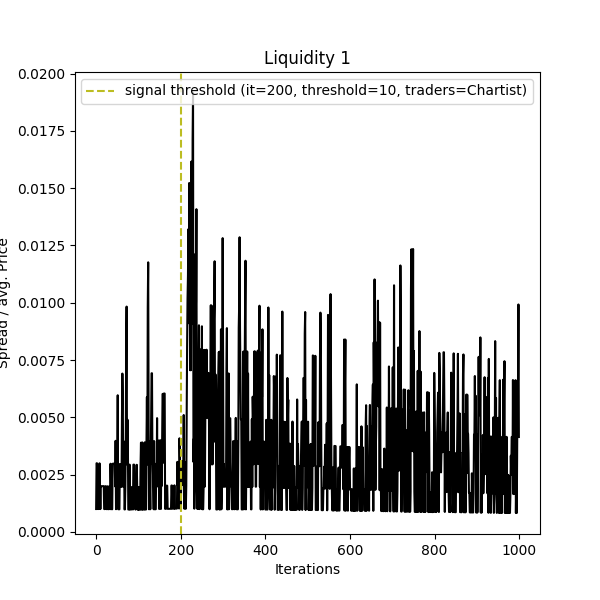 Liquidity 1
signal threshold (it=200, threshold=10, traders=Chartist)
Spread / avg. Price
0.0200
0.0175
0.0150
0.0125
0.0100
0.0075
0.0050
0.0025
0.0000
0 200 400 600 800 1000
Iterations